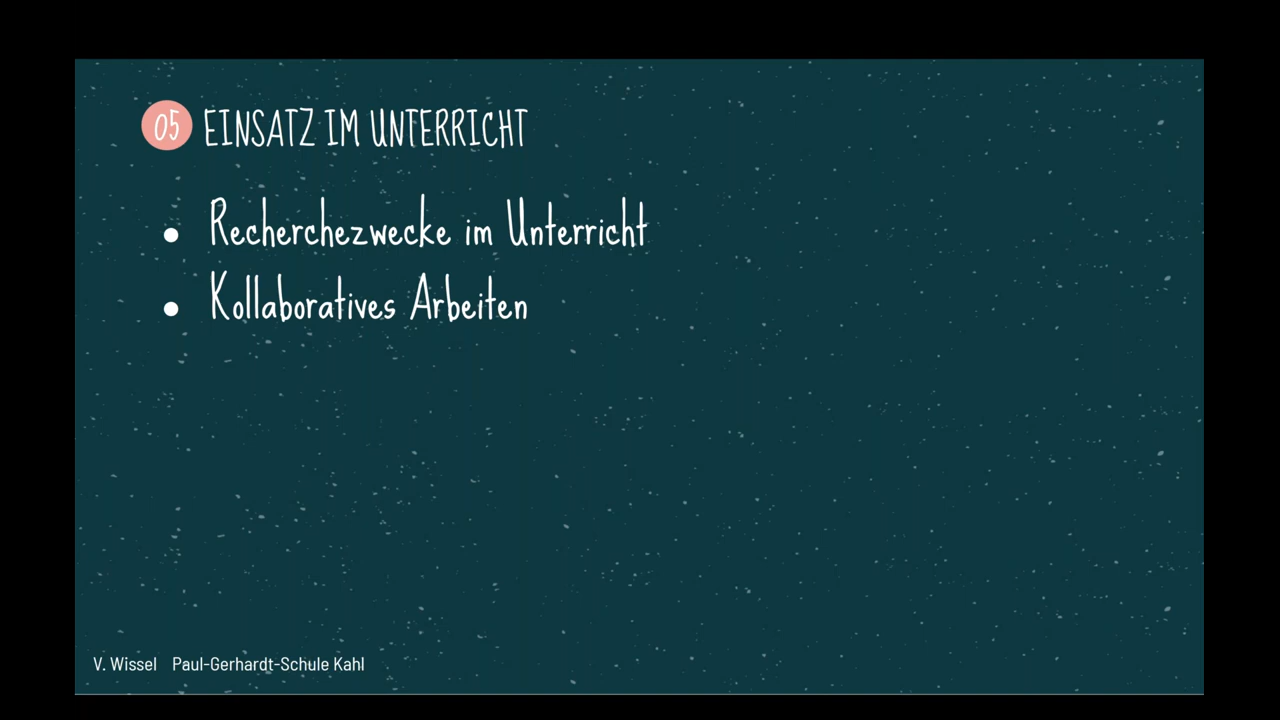 05 EINSATZ IM UNTERRICHT
• Recherchezwecke im Unterricht
• Kollaboratives Arbeiten
V. Wissel Paul-Gerhardt-Schule Kahl